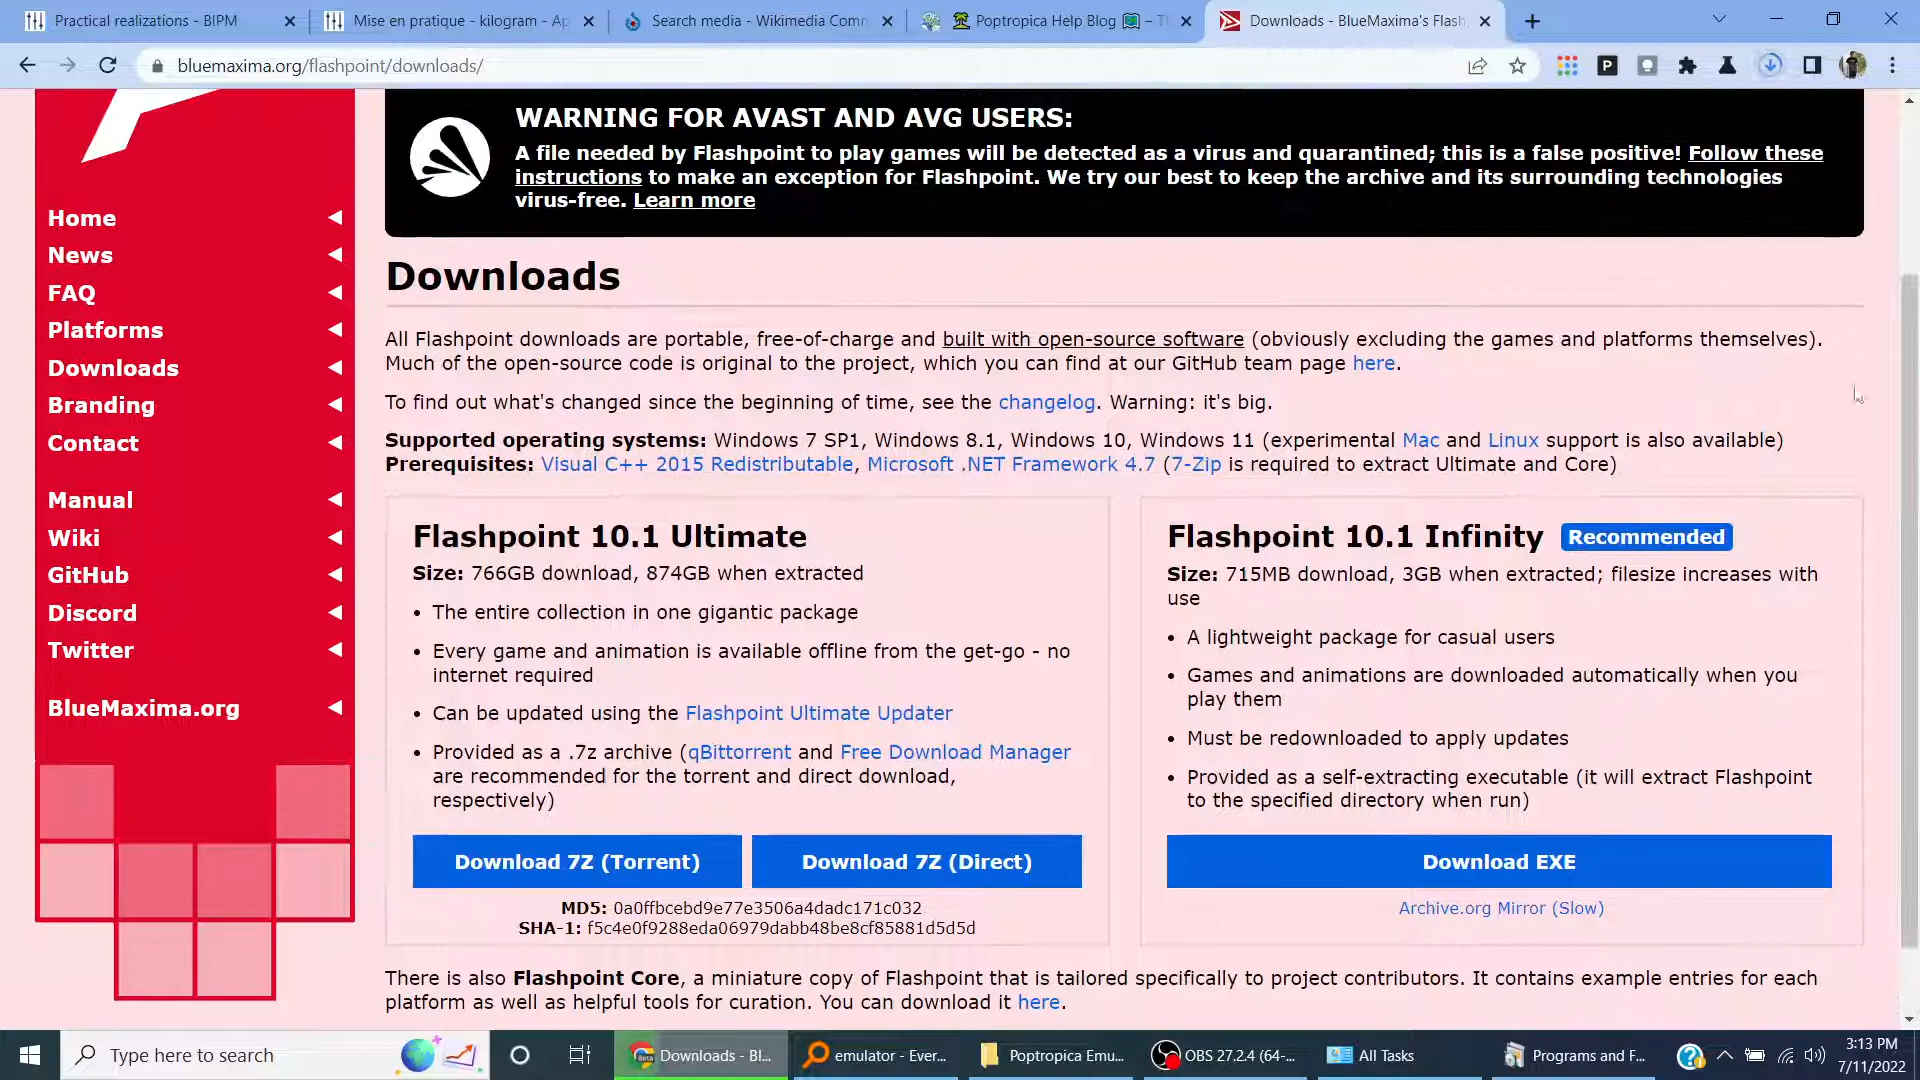 Practical realizations - BIPM
Mise en pratique - kilogram - Ap
Search media - Wikimedia Comm
Poptropica Help Blog
Downloads - BlueMaxima's Flash
bluemaxima.org/flashpoint/downloads/
WARNING FOR AVAST AND AVG USERS:
A file needed by Flashpoint to play games will be detected as a virus and quarantined; this is a false positive! Follow these
instructions to make an exception for Flashpoint. We try our best to keep the archive and its surrounding technologies
virus-free. Learn more
Home
News
FAQ
Platforms
Downloads
Branding
Contact
Manual
Wiki
GitHub
Discord
Twitter
BlueMaxima.org
Downloads
All Flashpoint downloads are portable, free-of-charge and built with open-source software (obviously excluding the games and platforms themselves).
Much of the open-source code is original to the project, which you can find at our GitHub team page here.
To find out what's changed since the beginning of time, see the changelog. Warning: it's big.
Supported operating systems: Windows 7 SP1, Windows 8.1, Windows 10, Windows 11 (experimental Mac and Linux support is also available)
Prerequisites: Visual C++ 2015 Redistributable, Microsoft .NET Framework 4.7 (7-Zip is required to extract Ultimate and Core)
Flashpoint 10.1 Ultimate
Size: 766GB download, 874GB when extracted
• The entire collection in one gigantic package
• Every game and animation is available offline from the get-go - no
internet required
• Can be updated using the Flashpoint Ultimate Updater
• Provided as a .7z archive (qBittorrent and Free Download Manager
are recommended for the torrent and direct download,
respectively)
Download 7Z (Torrent)
Download 7Z (Direct)
MD5: 0a0ffbcebd9e77e3506a4dadc171c032
SHA-1: f5c4e0f9288eda06979dabb48be8cf85881d5d5d
Flashpoint 10.1 Infinity Recommended
Size: 715MB download, 3GB when extracted; filesize increases with
use
• A lightweight package for casual users
• Games and animations are downloaded automatically when you
play them
• Must be redownloaded to apply updates
• Provided as a self-extracting executable (it will extract Flashpoint
to the specified directory when run)
Download EXE
Archive.org Mirror (Slow)
There is also Flashpoint Core, a miniature copy of Flashpoint that is tailored specifically to project contributors. It contains example entries for each
platform as well as helpful tools for curation. You can download it here.
Type here to search
Downloads - Bl...
emulator - Ever...
Poptropica Emu...
OBS 27.2.4 (64-...
All Tasks
Programs and F...
3:13 PM
7/11/2022